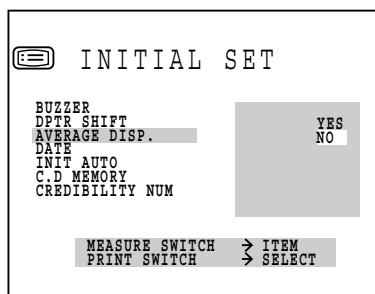 INITIAL SET
BUZZER
DPTR SHIFT
AVERAGE DISP.
DATE
INIT AUTO
C.D MEMORY
CREDIBILITY NUM
YES
NO
MEASURE SWITCH → ITEM
PRINT SWITCH → SELECT